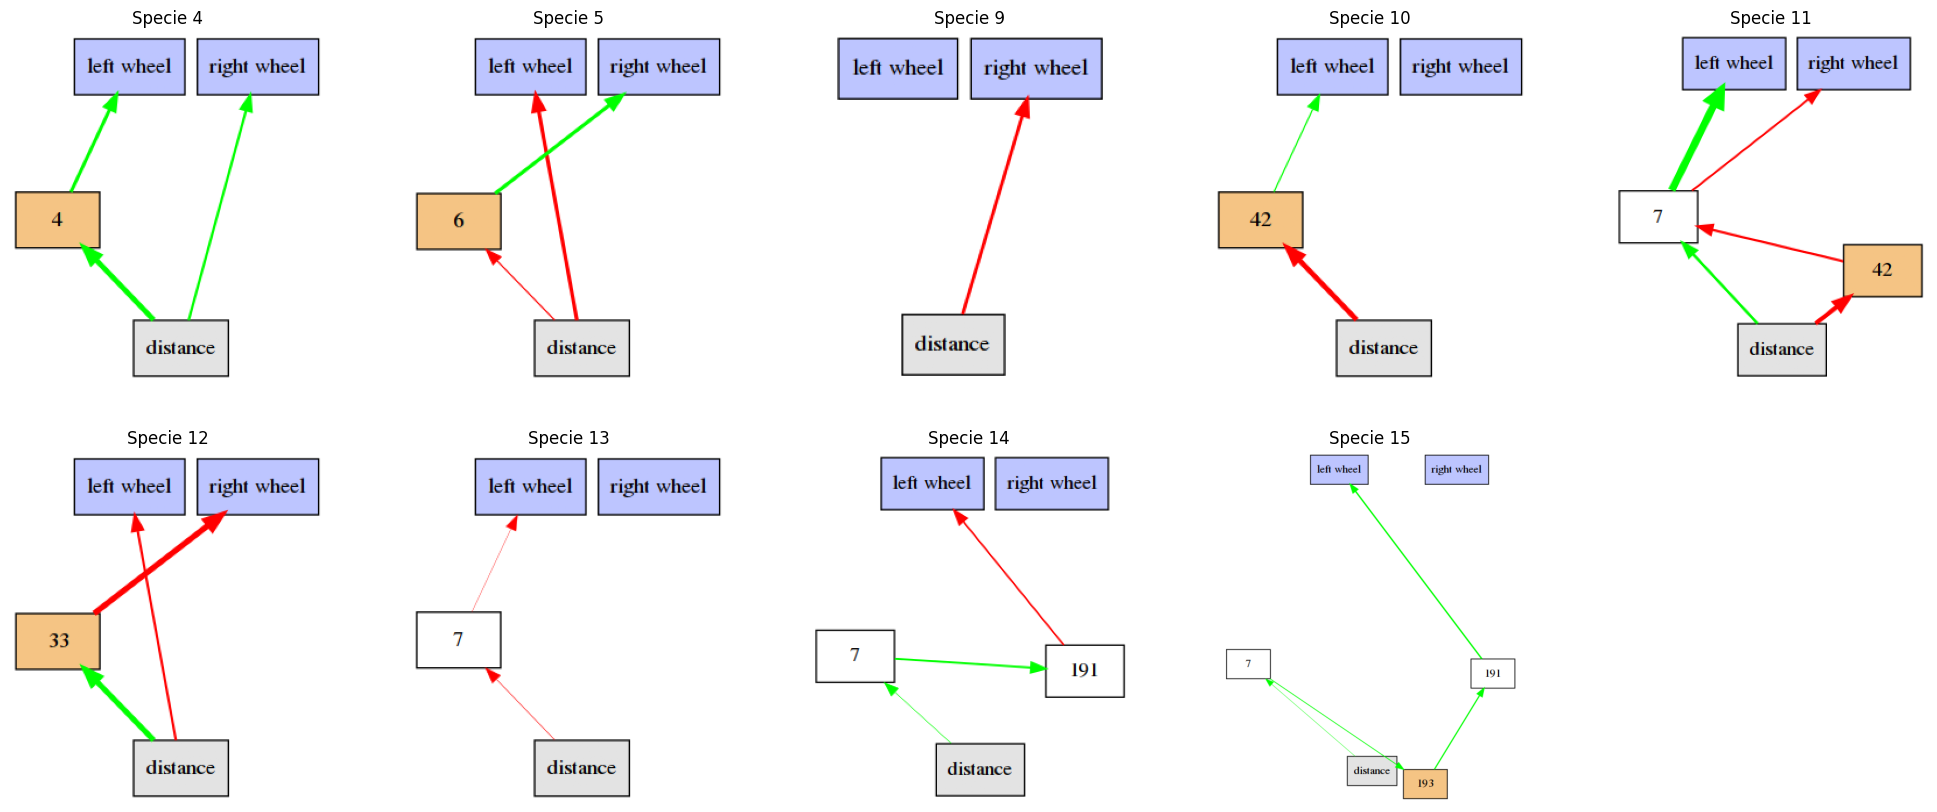 Specie 4
left wheel right wheel
4
distance
Specie 5
left wheel right wheel
6
distance
Specie 9
left wheel right wheel
distance
Specie 10
left wheel right wheel
42
distance
Specie 11
left wheel right wheel
7
42
distance
Specie 12
left wheel right wheel
33
distance
Specie 13
left wheel right wheel
7
distance
Specie 14
left wheel right wheel
7
191
distance
Specie 15
left wheel right wheel
7
191
distance
193